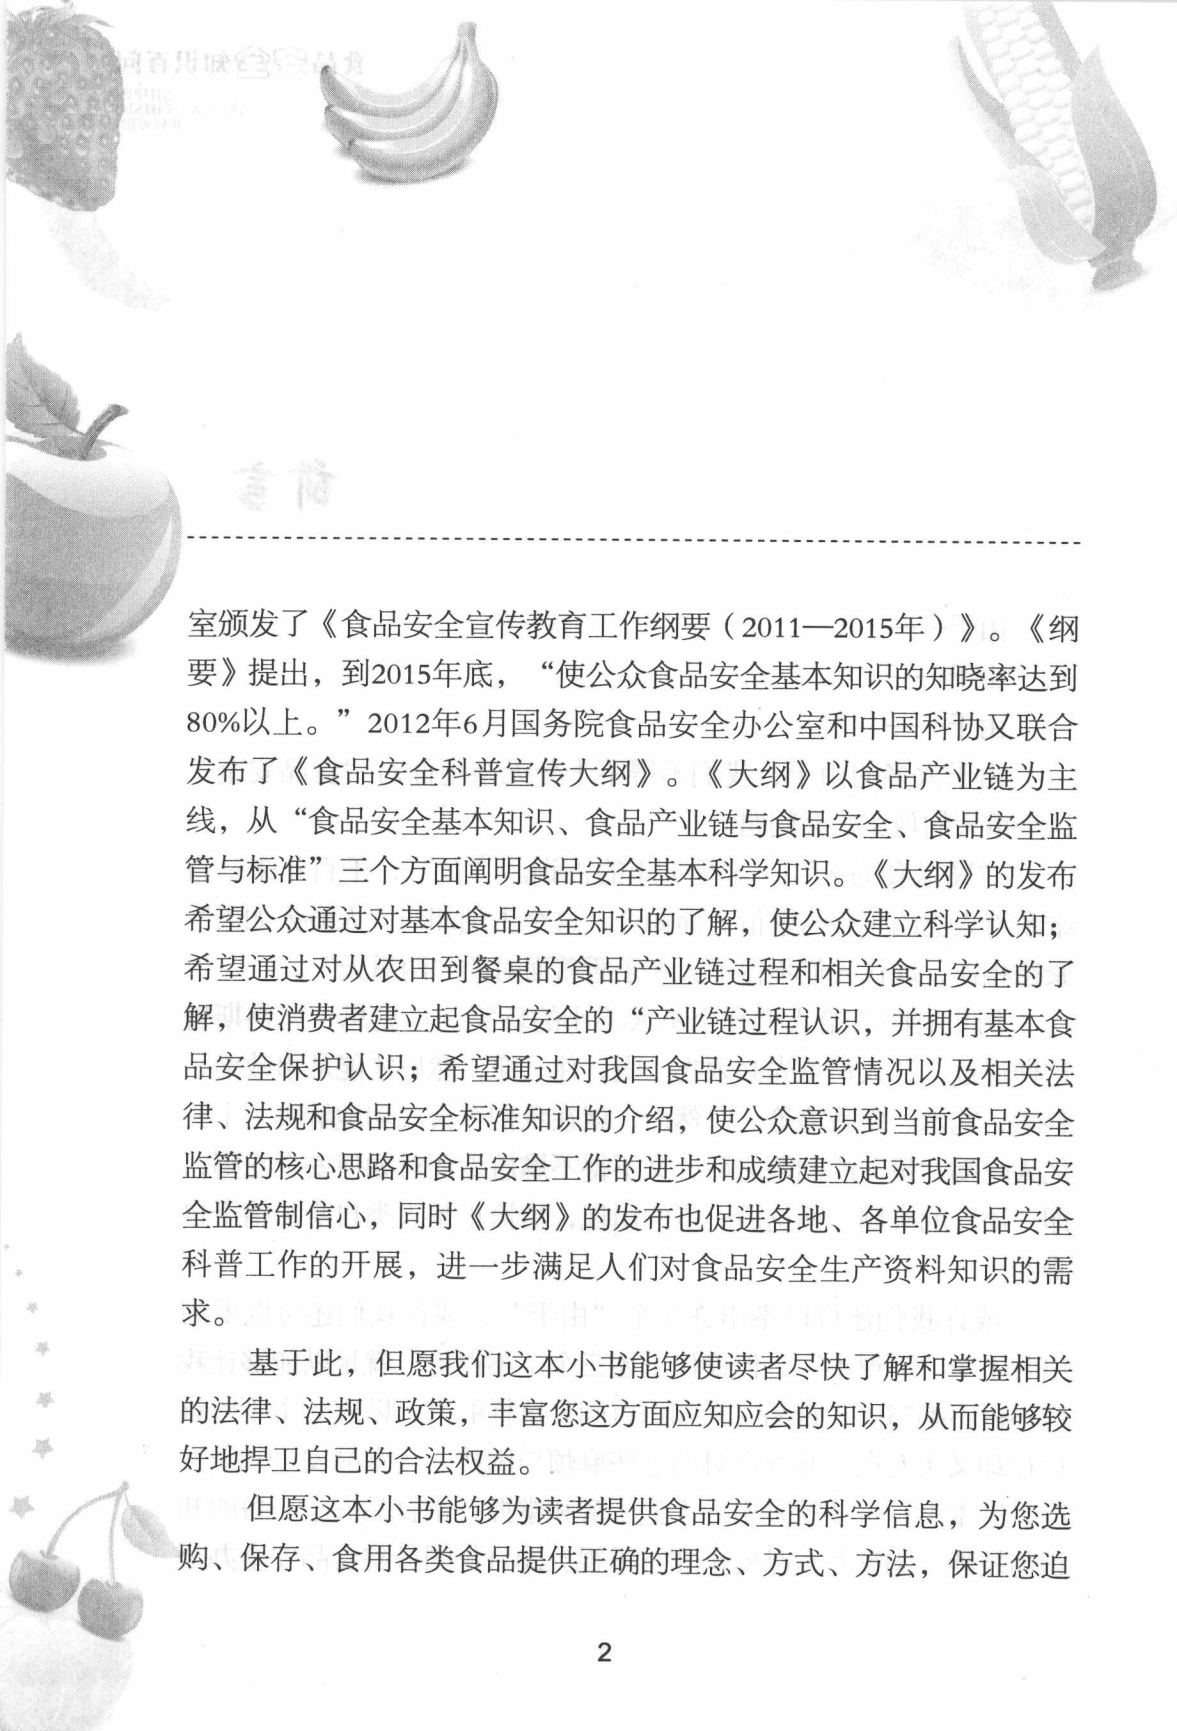 室颁发了《食品安全宣传教育工作纲要（2011—2015年）》。《纲
要》提出，到2015年底，“使公众食品安全基本知识的知晓率达到
80%以上。”2012年6月国务院食品安全办公室和中国科协又联合
发布了《食品安全科普宣传大纲》。《大纲》以食品产业链为主
线，从“食品安全基本知识、食品产业链与食品安全、食品安全监
管与标准”三个方面阐明食品安全基本科学知识。《大纲》的发布
希望公众通过对基本食品安全知识的了解，使公众建立科学认知；
希望通过对从农田到餐桌的食品产业链过程和相关食品安全的了
解，使消费者建立起食品安全的“产业链过程认识，并拥有基本食
品安全保护认识；希望通过对我国食品安全监管情况以及相关法
律、法规和食品安全标准知识的介绍，使公众意识到当前食品安全
监管的核心思路和食品安全工作的进步和成绩建立起对我国食品安
全监管制信心，同时《大纲》的发布也促进各地、各单位食品安全
科普工作的开展，进一步满足人们对食品安全生产资料知识的需
求。
基于此，但愿我们这本小书能够使读者尽快了解和掌握相关
的法律、法规、政策，丰富您这方面应知应会的知识，从而能够较
好地捍卫自己的合法权益。
但愿这本小书能够为读者提供食品安全的科学信息，为您选
购、保存、食用各类食品提供正确的理念、方式、方法，保证您迫
2